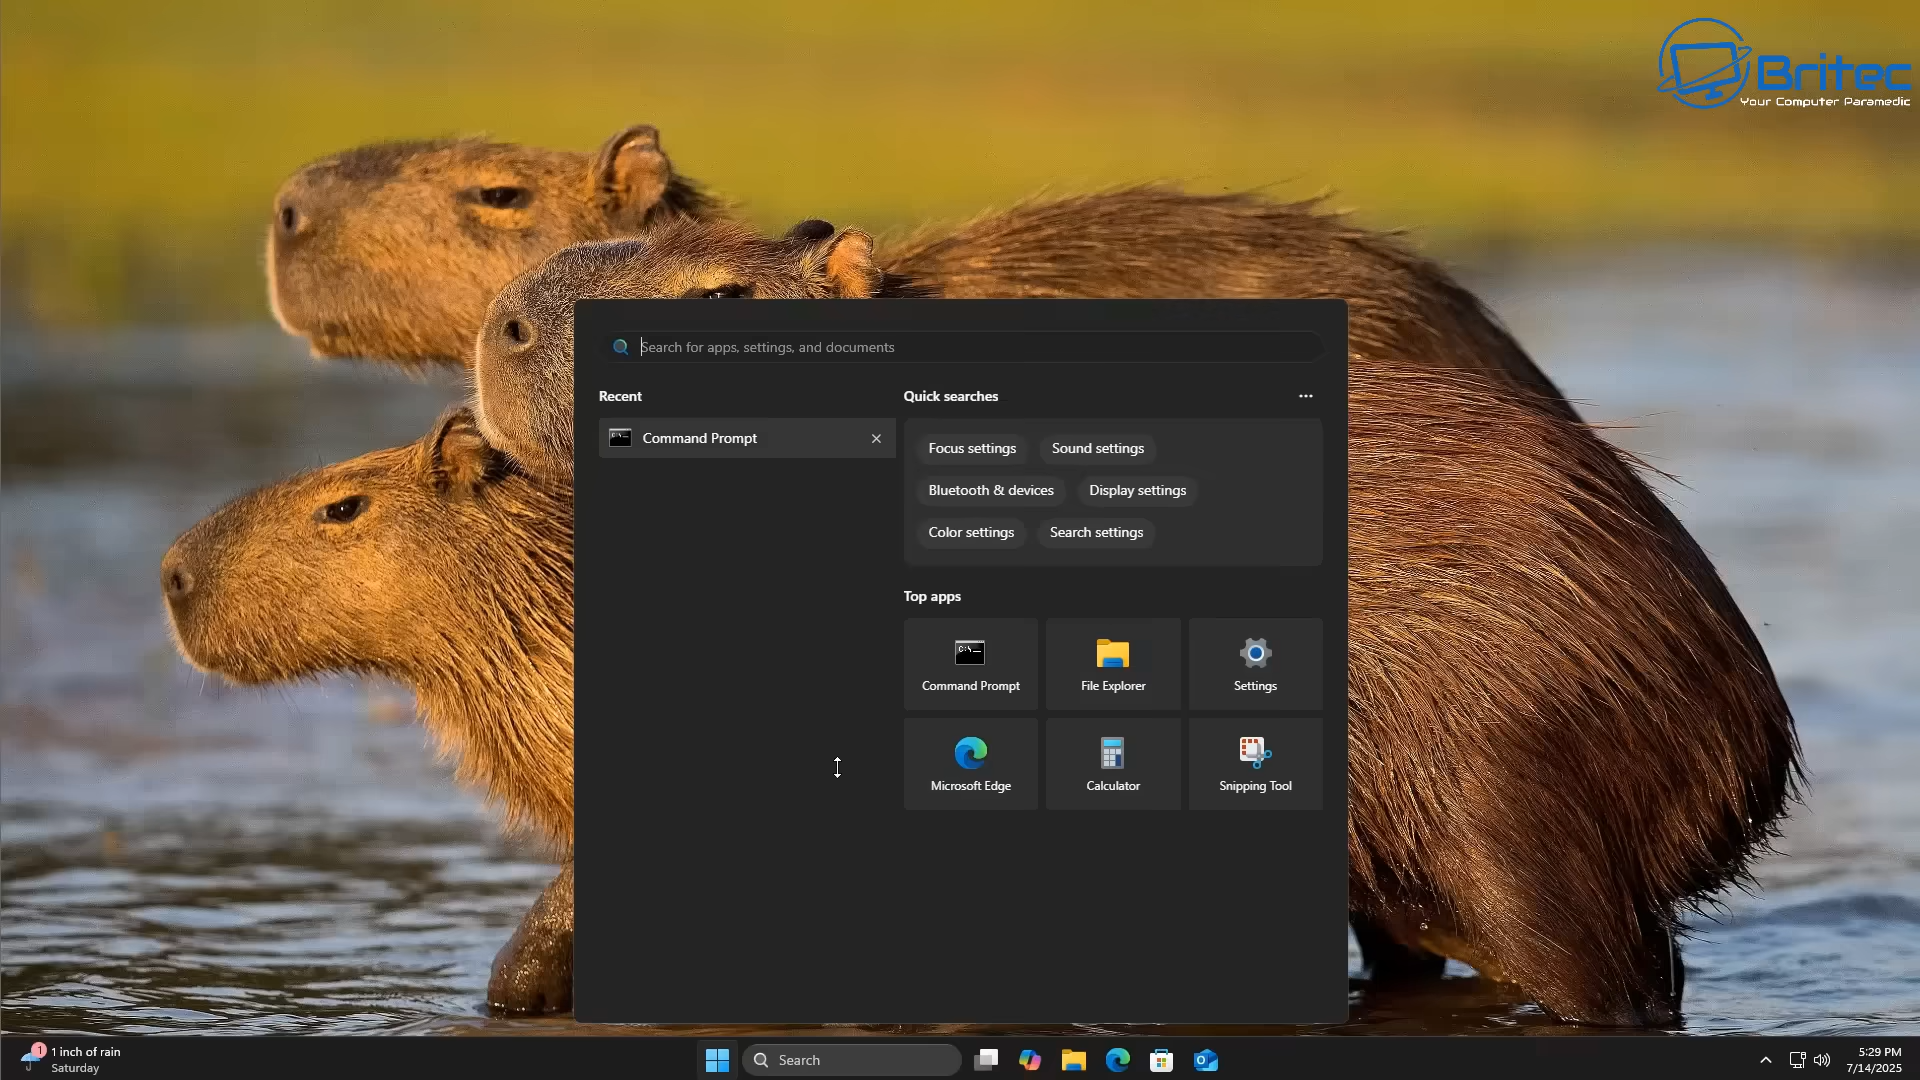 Britec
Your Computer Paramedic
Search for apps, settings, and documents
Recent
Quick searches
Command Prompt
Focus settings
Sound settings
Bluetooth & devices
Display settings
Color settings
Search settings
Top apps
Command Prompt
File Explorer
Settings
Microsoft Edge
Calculator
Snipping Tool
1
1 inch of rain
Saturday
Search
5:29 PM
7/14/2025